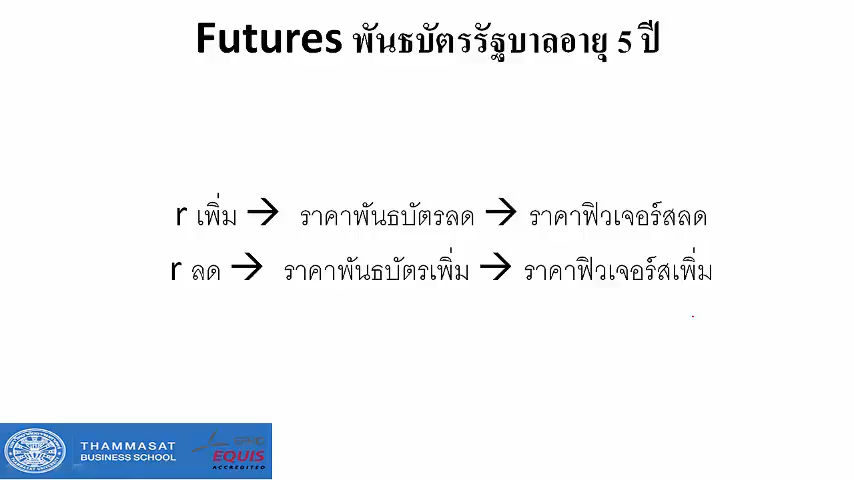 Futures พันธบัตรรัฐบาลอายุ 5 ปี
r เพิ่ม → ราคาพันธบัตรลด → ราคาฟิวเจอร์สลด
r ลด → ราคาพันธบัตรเพิ่ม → ราคาฟิวเจอร์สเพิ่ม
THAMMASAT
BUSINESS SCHOOL
EQUIS
ACCREDITED